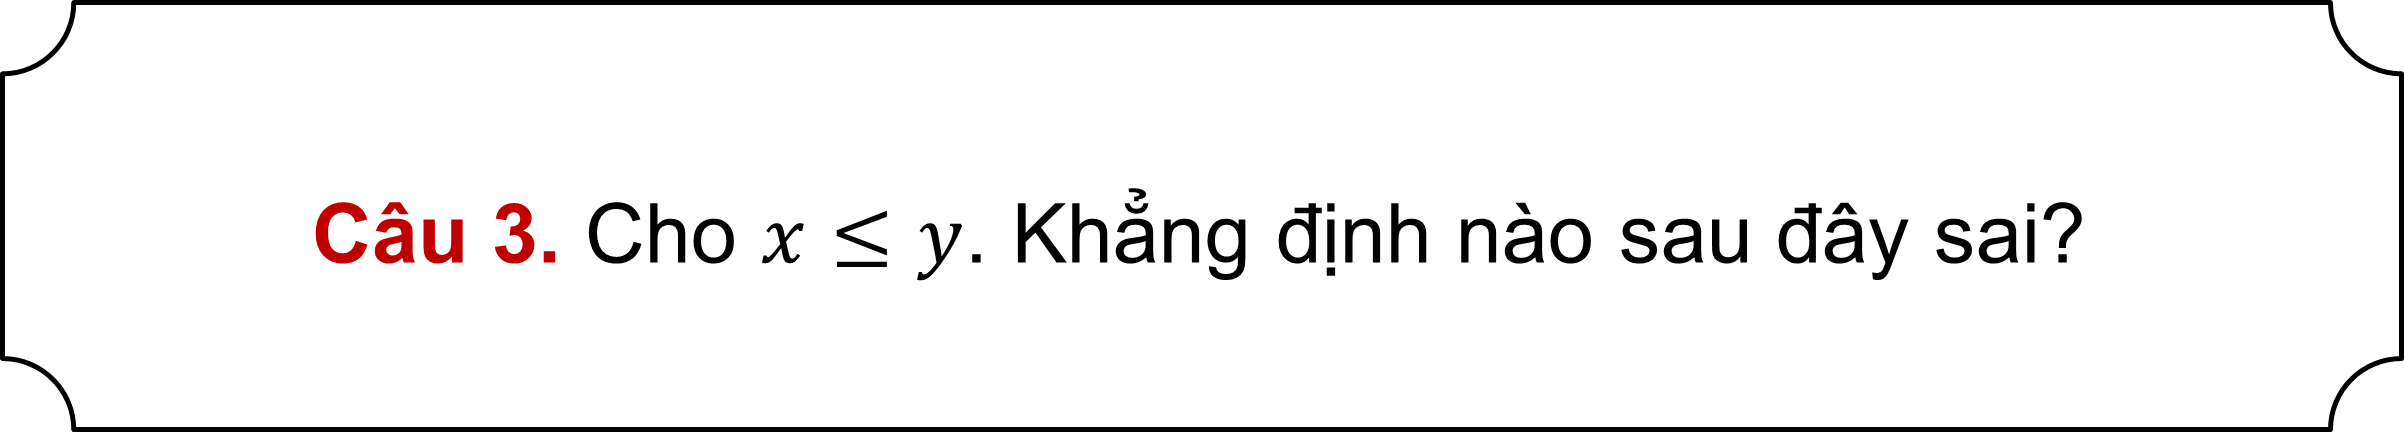 Câu 3. Cho x ≤ y. Khẳng định nào sau đây sai?